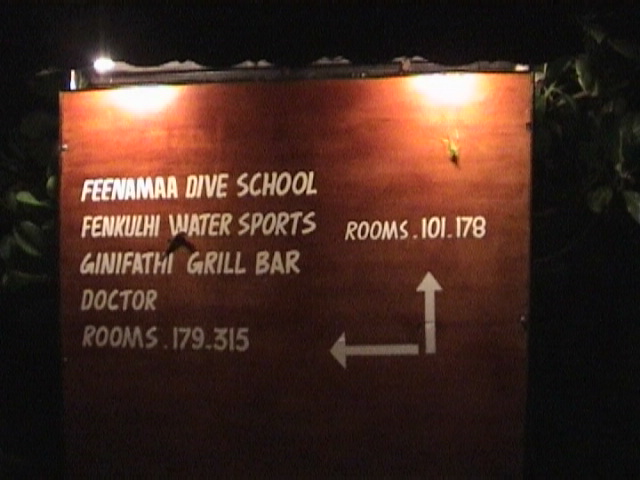 FEENAMAA DIVE SCHOOL
FENKULHI WATER SPORTS
GINIFATHI GRILL BAR
DOCTOR
ROOMS.179-315
ROOMS-101-178